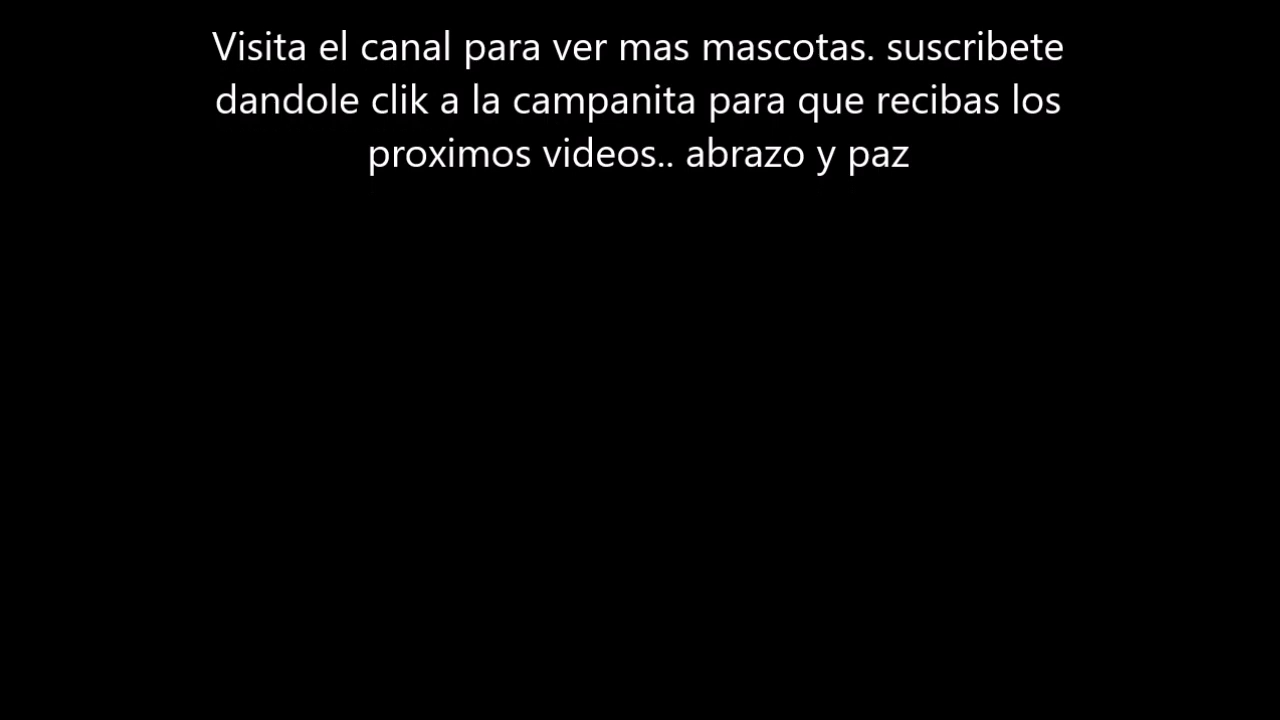 Visita el canal para ver mas mascotas. suscribete
dandole clik a la campanita para que recibas los
proximos videos.. abrazo y paz